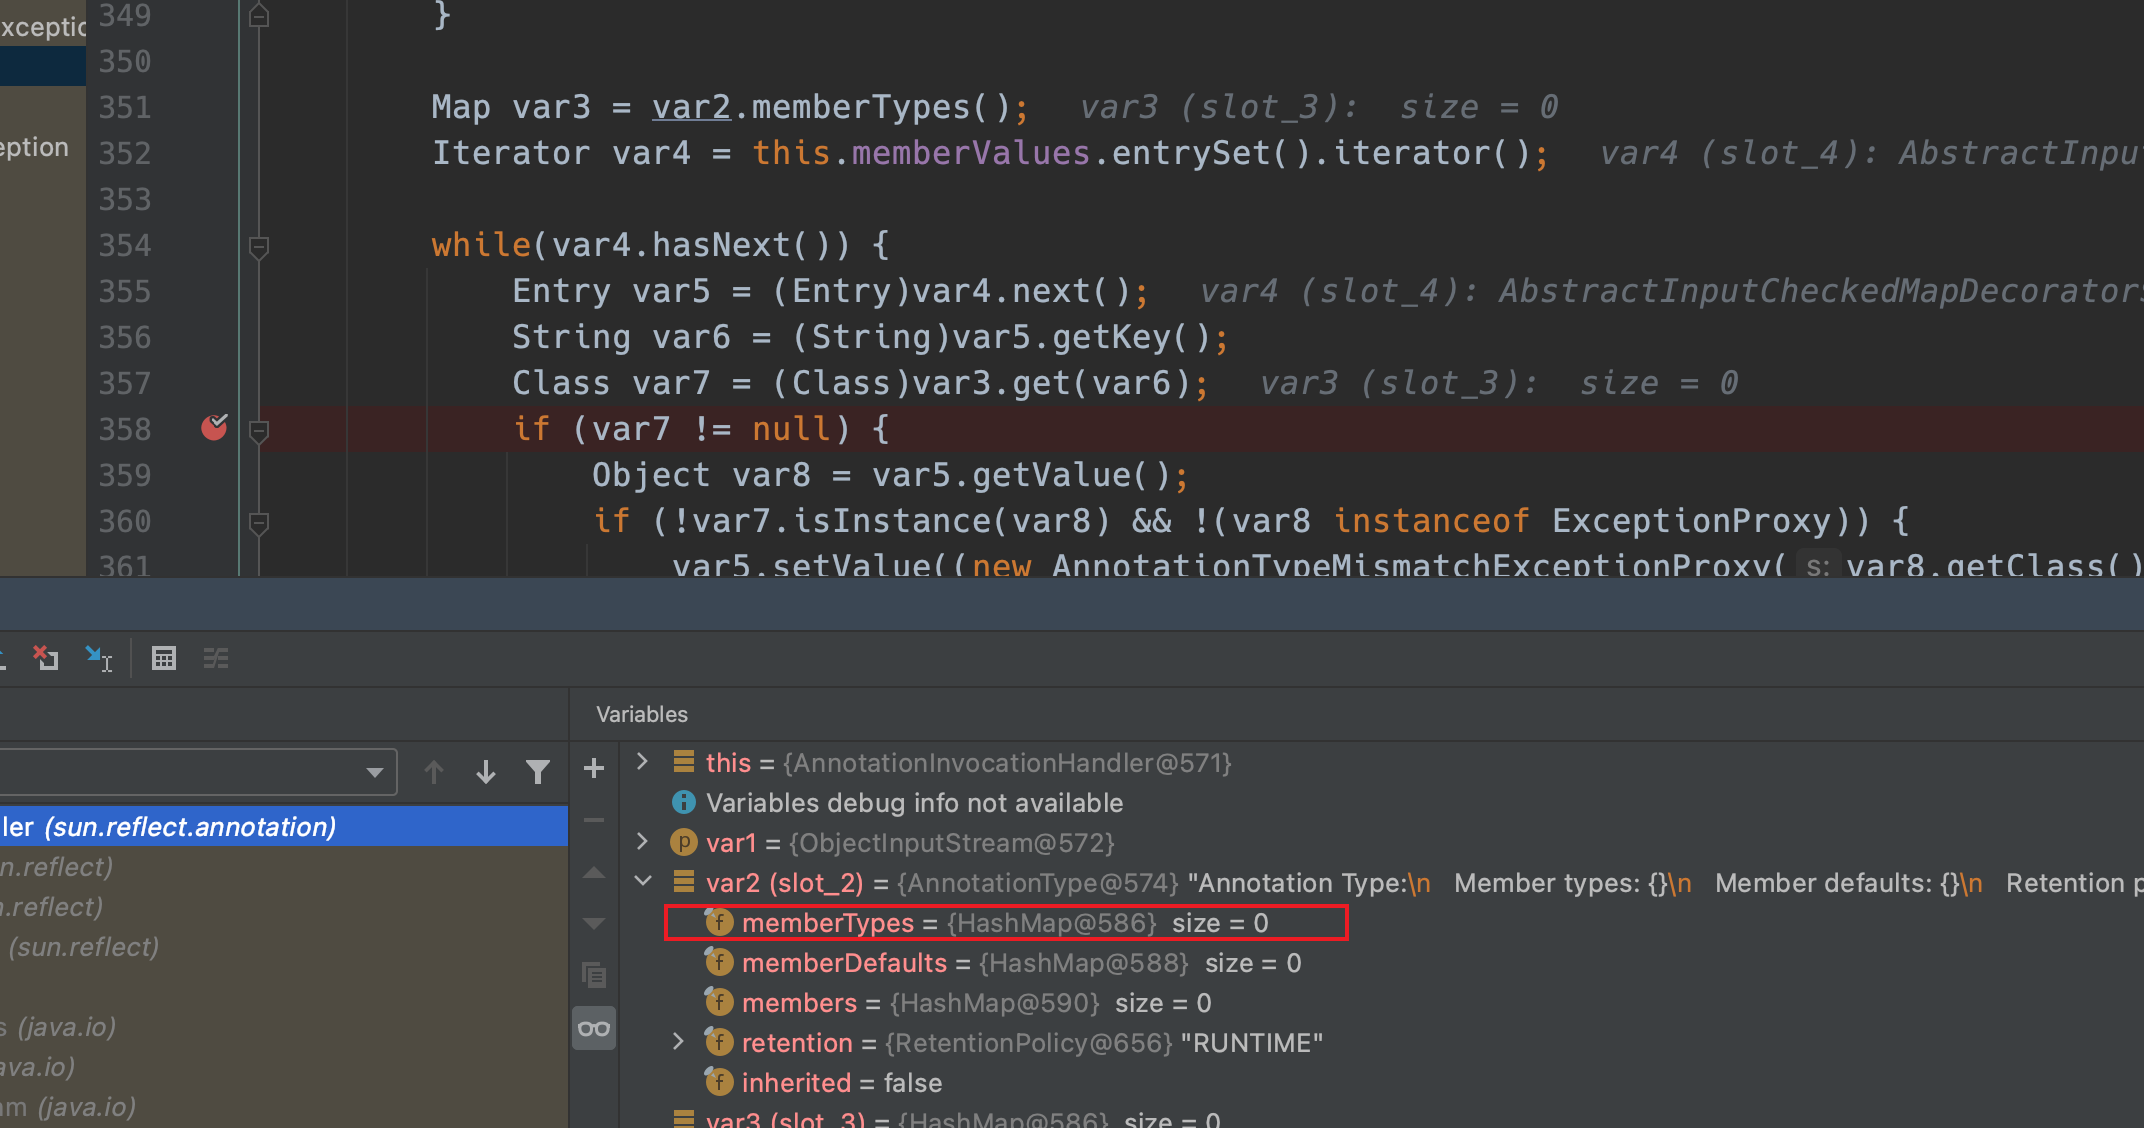 349 }
xceptic
350
351 Map var3 = var2.memberTypes(); var3 (slot_3): size = 0
eption
352 Iterator var4 = this.memberValues.entrySet().iterator(); var4 (slot_4): AbstractInpu
353
354 while(var4.hasNext()) {
355 Entry var5 = (Entry)var4.next(); var4 (slot_4): AbstractInputCheckedMapDecorators
356 String var6 = (String)var5.getKey();
357 Class var7 = (Class)var3.get(var6); var3 (slot_3): size = 0
358 if (var7 != null) {
359 Object var8 = var5.getValue();
360 if (!var7.isInstance(var8) && !(var8 instanceof ExceptionProxy)) {
361 var5.setValue((new AnnotationTypeMismatchExceptionProxy( s: var8.getClass()
Variables
ler (sun.reflect.annotation)
n.reflect)
.reflect)
(sun.reflect)
s (java.io)
ava.io)
am (java.io)
this = {AnnotationInvocationHandler@571}
Variables debug info not available
var1 = {ObjectInputStream@572}
var2 (slot_2) = {AnnotationType@574} "Annotation Type:\n Member types: {}\n Member defaults: {}\n Retention p
memberTypes = {HashMap@586} size = 0
memberDefaults = {HashMap@588} size = 0
members = {HashMap@590} size = 0
retention = {RetentionPolicy@656} "RUNTIME"
inherited = false
var3 (slot_3) = {HashMap@586} size = 0